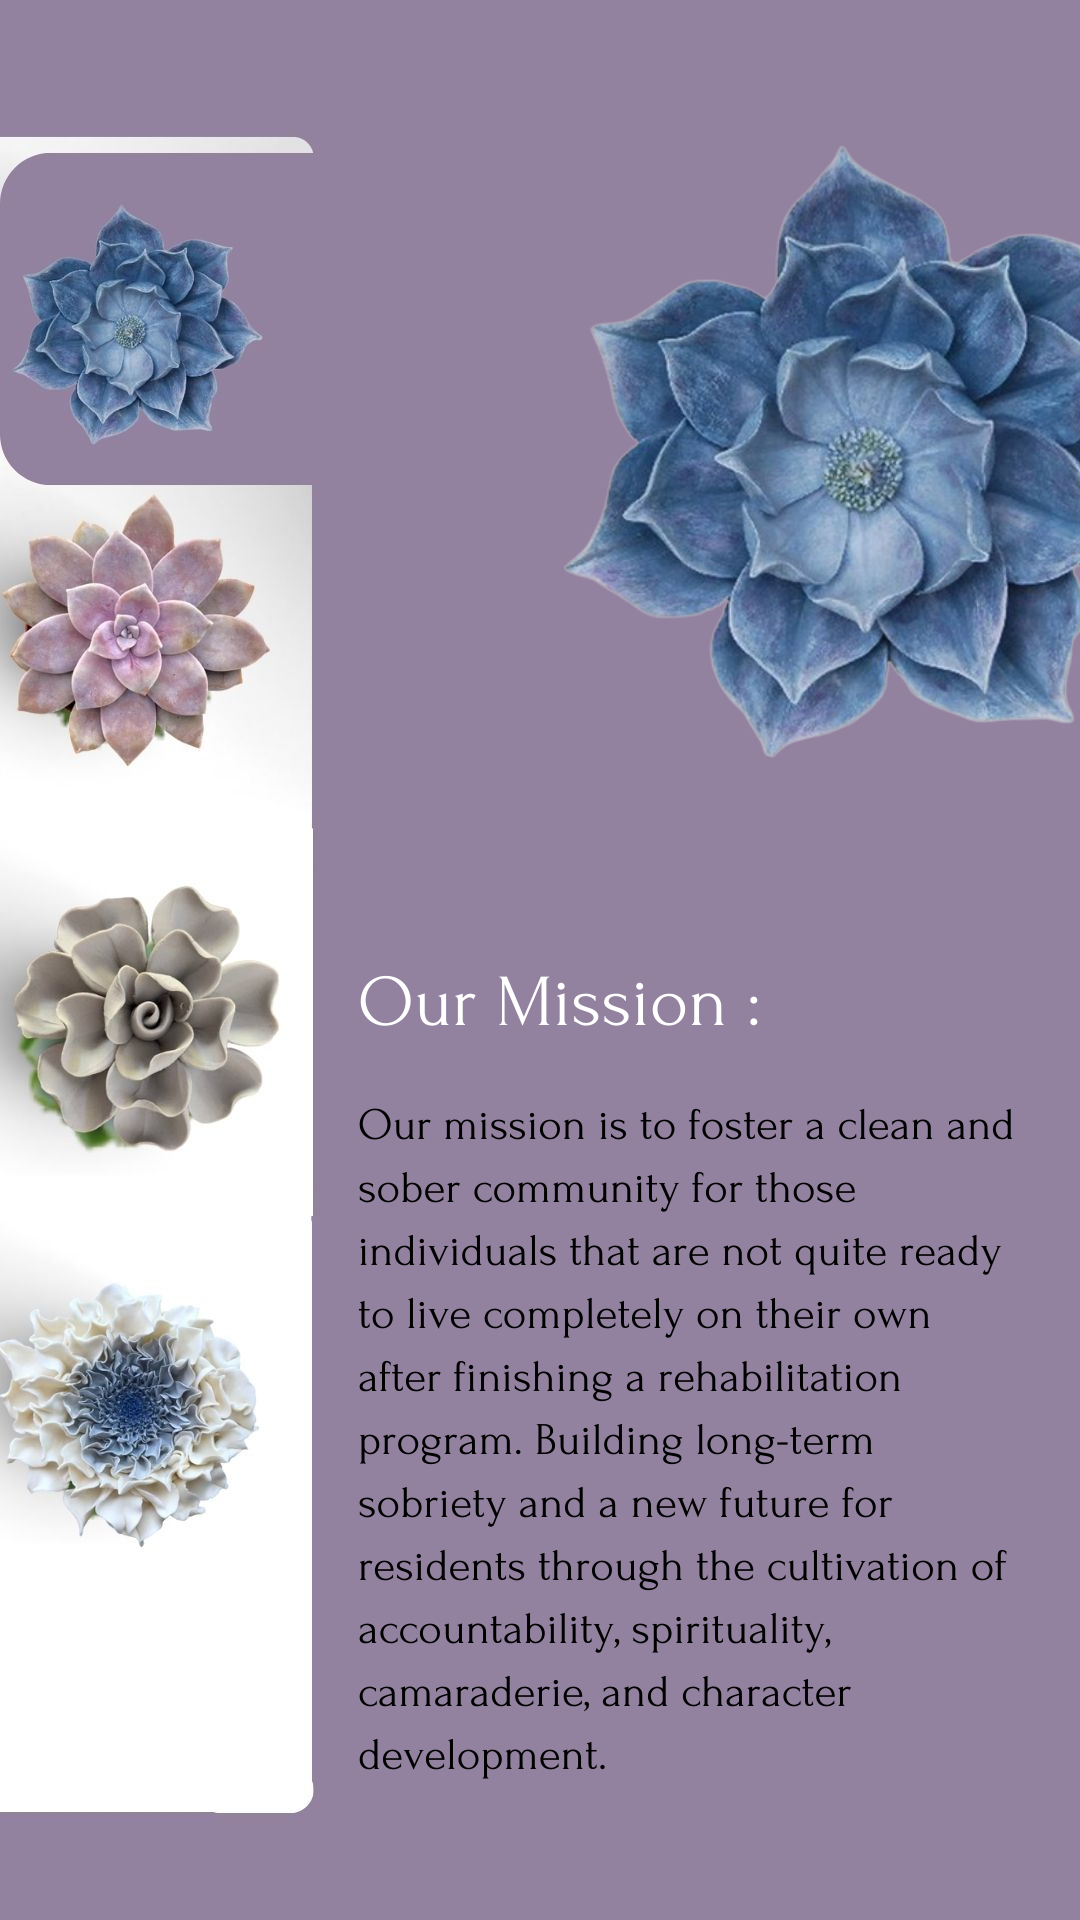 Our Mission :
Our mission is to foster a clean and
sober community for those
individuals that are not quite ready
to live completely on their own
after finishing a rehabilitation
program. Building long-term
sobriety and a new future for
residents through the cultivation of
accountability, spirituality,
camaraderie, and character
development.